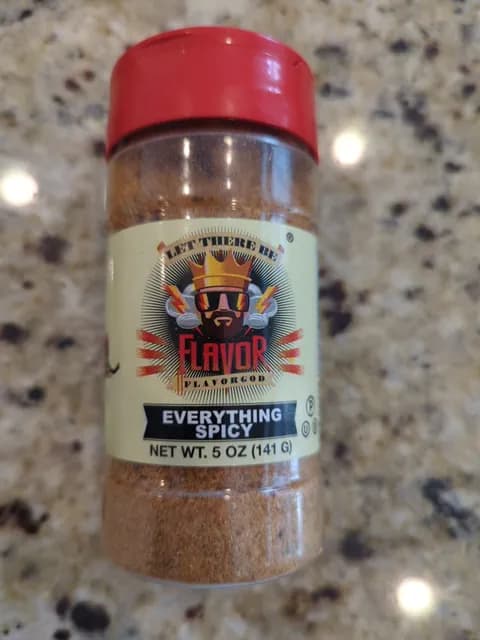 LET THERE BE
®
FLAVOR
FLAVORGOD
EVERYTHING
SPICY
NET WT. 5 OZ (141 G)